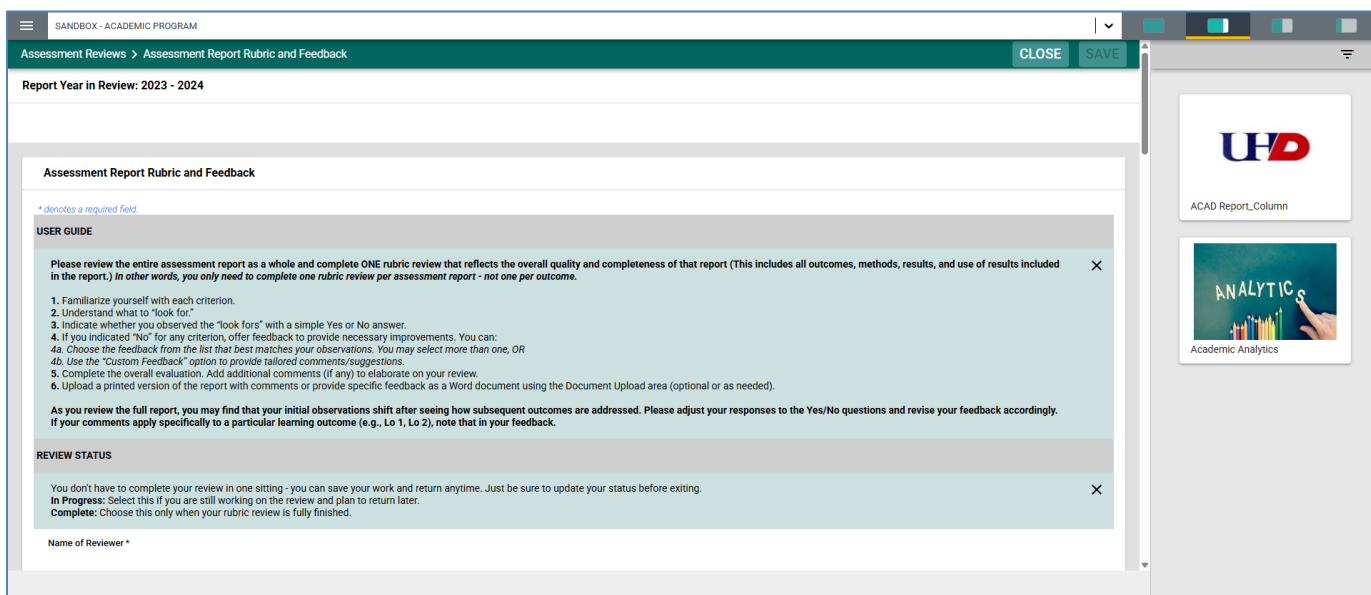 SANDBOX - ACADEMIC PROGRAM
Assessment Reviews > Assessment Report Rubric and Feedback
CLOSE
SAVE
Report Year in Review: 2023 - 2024
Assessment Report Rubric and Feedback
* denotes a required field.
USER GUIDE
Please review the entire assessment report as a whole and complete ONE rubric review that reflects the overall quality and completeness of that report (This includes all outcomes, methods, results, and use of results included
in the report.) In other words, you only need to complete one rubric review per assessment report - not one per outcome.
1. Familiarize yourself with each criterion.
2. Understand what to “look for.”
3. Indicate whether you observed the “look fors” with a simple Yes or No answer.
4. If you indicated “No” for any criterion, offer feedback to provide necessary improvements. You can:
4a. Choose the feedback from the list that best matches your observations. You may select more than one, OR
4b. Use the “Custom Feedback” option to provide tailored comments/suggestions.
5. Complete the overall evaluation. Add additional comments (if any) to elaborate on your review.
6. Upload a printed version of the report with comments or provide specific feedback as a Word document using the Document Upload area (optional or as needed).
As you review the full report, you may find that your initial observations shift after seeing how subsequent outcomes are addressed. Please adjust your responses to the Yes/No questions and revise your feedback accordingly.
If your comments apply specifically to a particular learning outcome (e.g., Lo 1, Lo 2), note that in your feedback.
REVIEW STATUS
You don't have to complete your review in one sitting - you can save your work and return anytime. Just be sure to update your status before exiting.
In Progress: Select this if you are still working on the review and plan to return later.
Complete: Choose this only when your rubric review is fully finished.
Name of Reviewer *
UHD
ACAD Report_Column
ANALYTICS
Academic Analytics